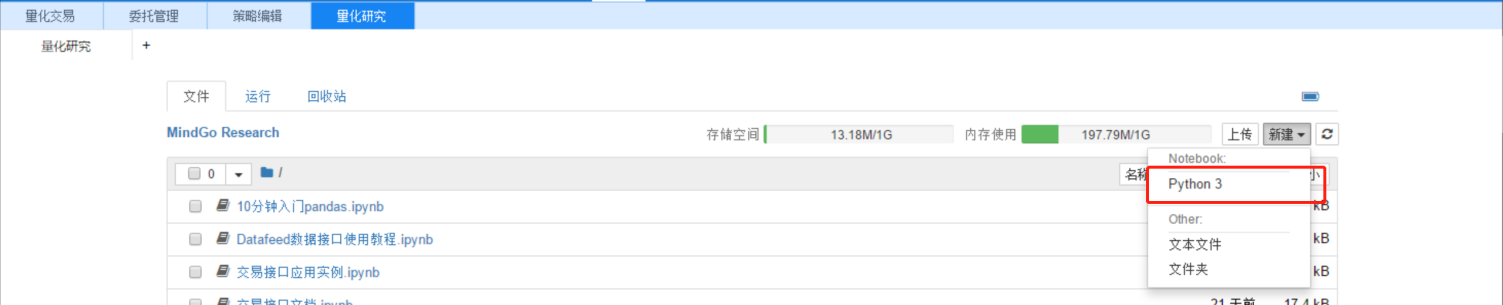 量化交易 委托管理 策略编辑 量化研究
量化研究 +
文件 运行 回收站
MindGo Research 存储空间 13.18M/1G 内存使用 197.79M/1G 上传 新建
Notebook:
0 / 名称 小
Python 3
10分钟入门pandas.ipynb kB
Other:
Datafeed数据接口使用教程.ipynb 文本文件 kB
交易接口应用实例.ipynb 文件夹 kB
交易接口文档.ipynb 21 天前 17.4 kB